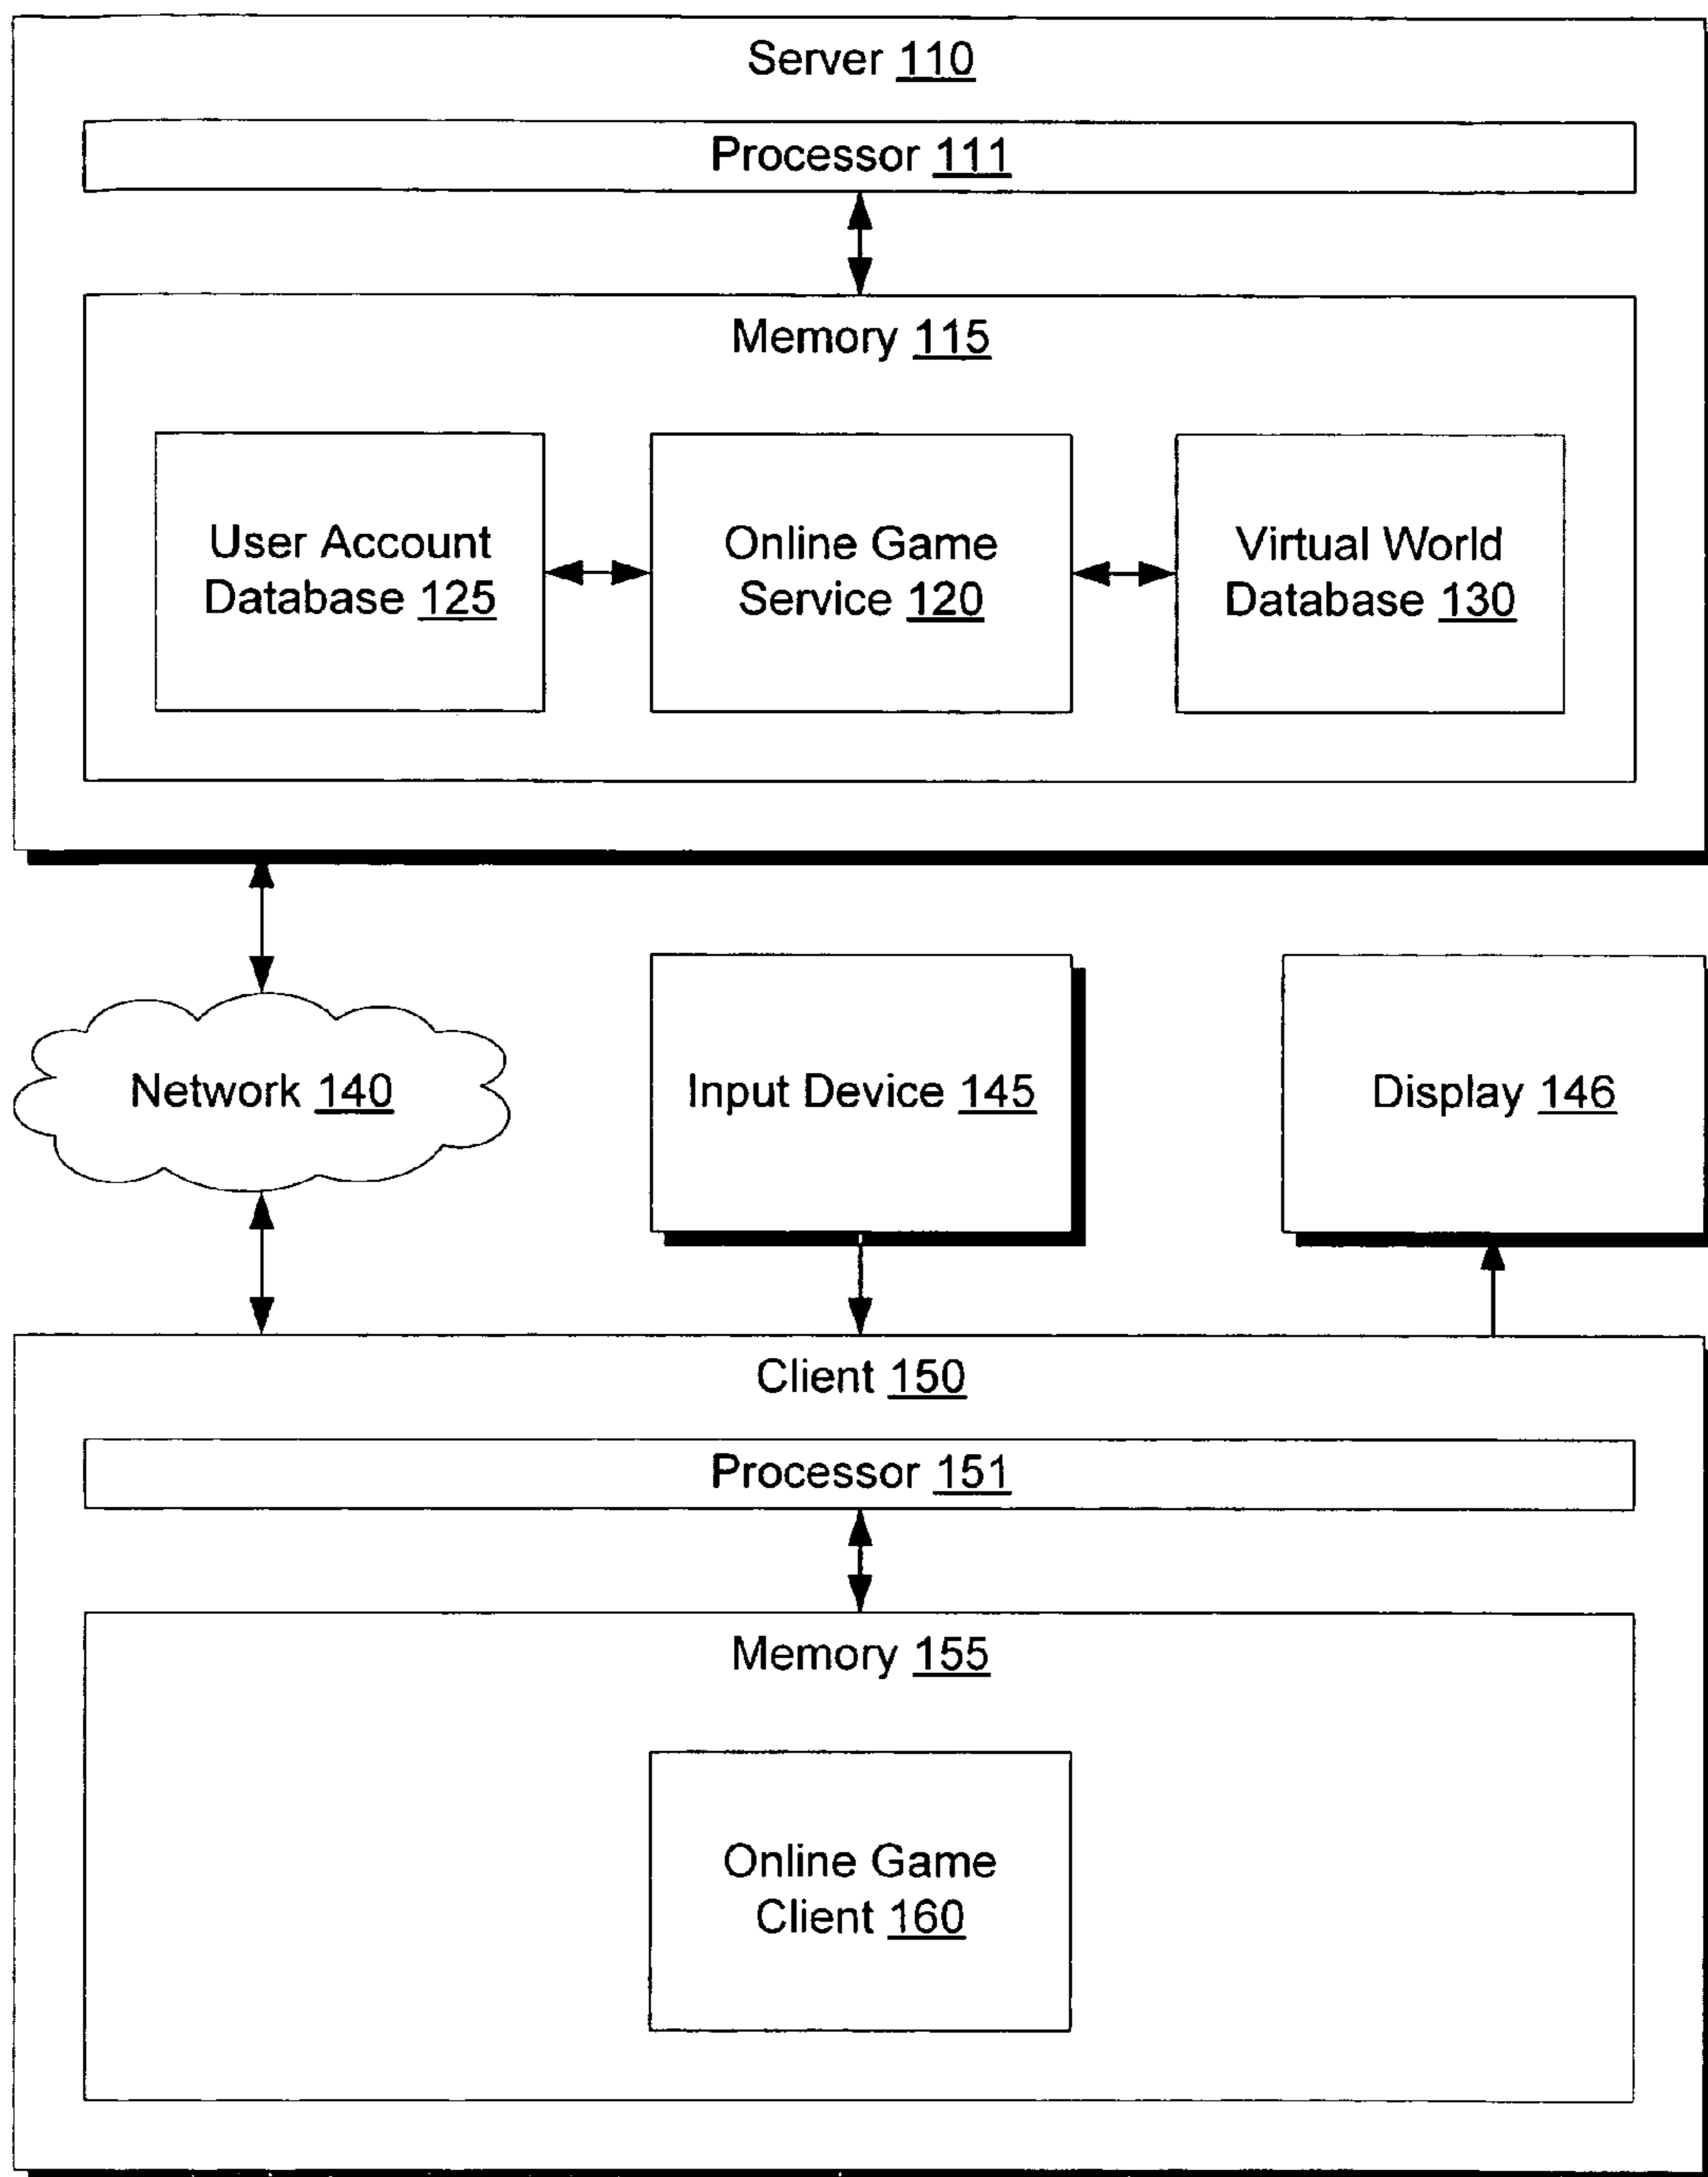 Server 110
Processor 111
Memory 115
User Account
Database 125
Online Game
Service 120
Virtual World
Database 130
Network 140
Input Device 145
Display 146
Client 150
Processor 151
Memory 155
Online Game
Client 160